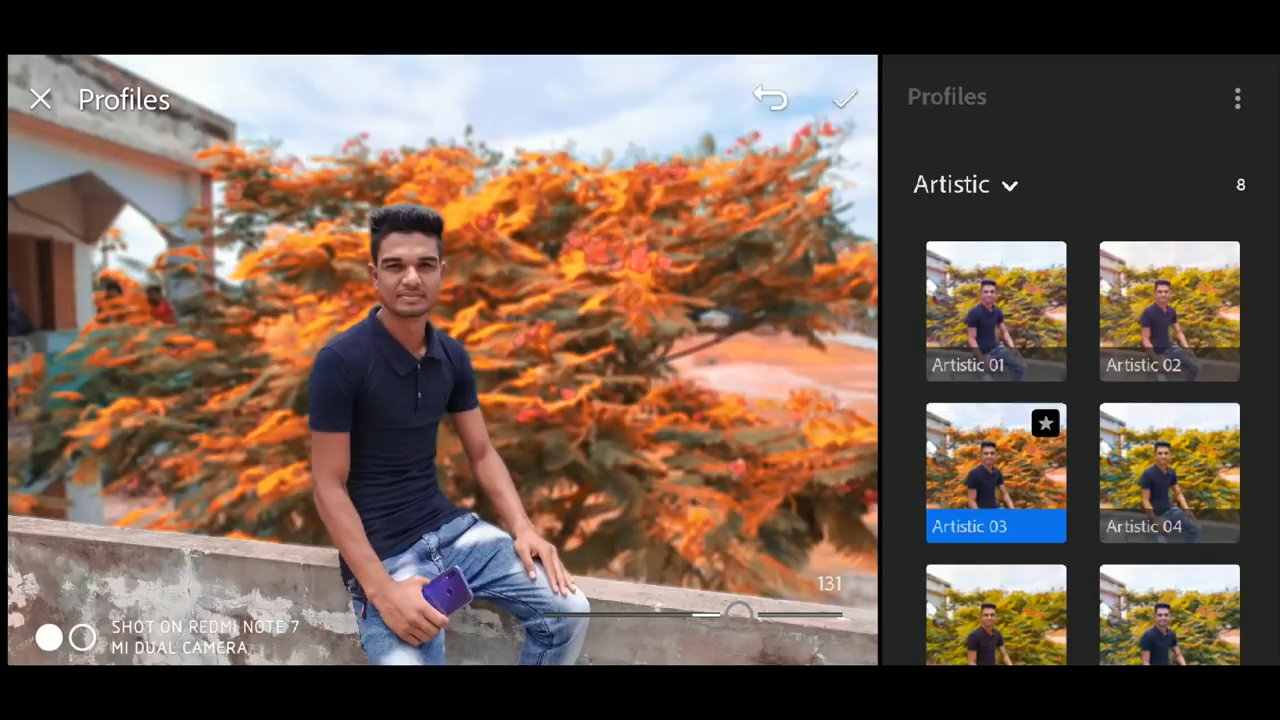 Profiles
131
SHOT ON REDMI NOTE 7
MI DUAL CAMERA
Profiles
Artistic
8
Artistic 01
Artistic 02
Artistic 03
Artistic 04